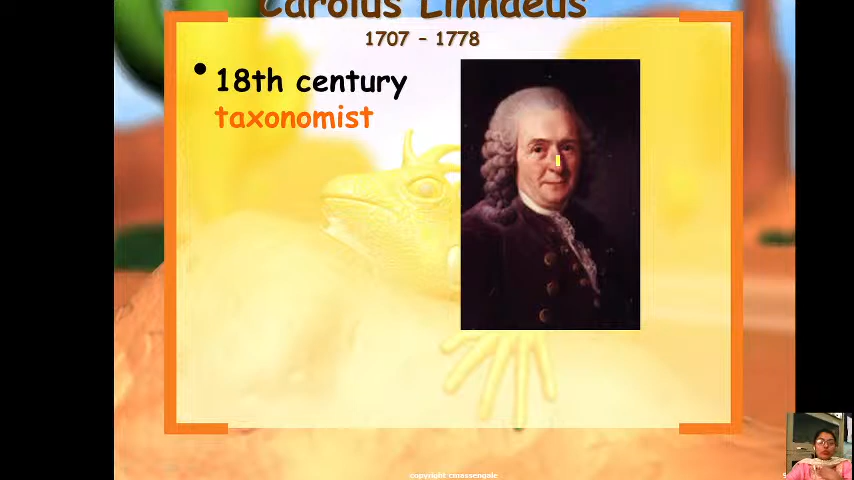 Carolus Linnaeus
1707 – 1778
• 18th century
taxonomist
copyright cmassengale